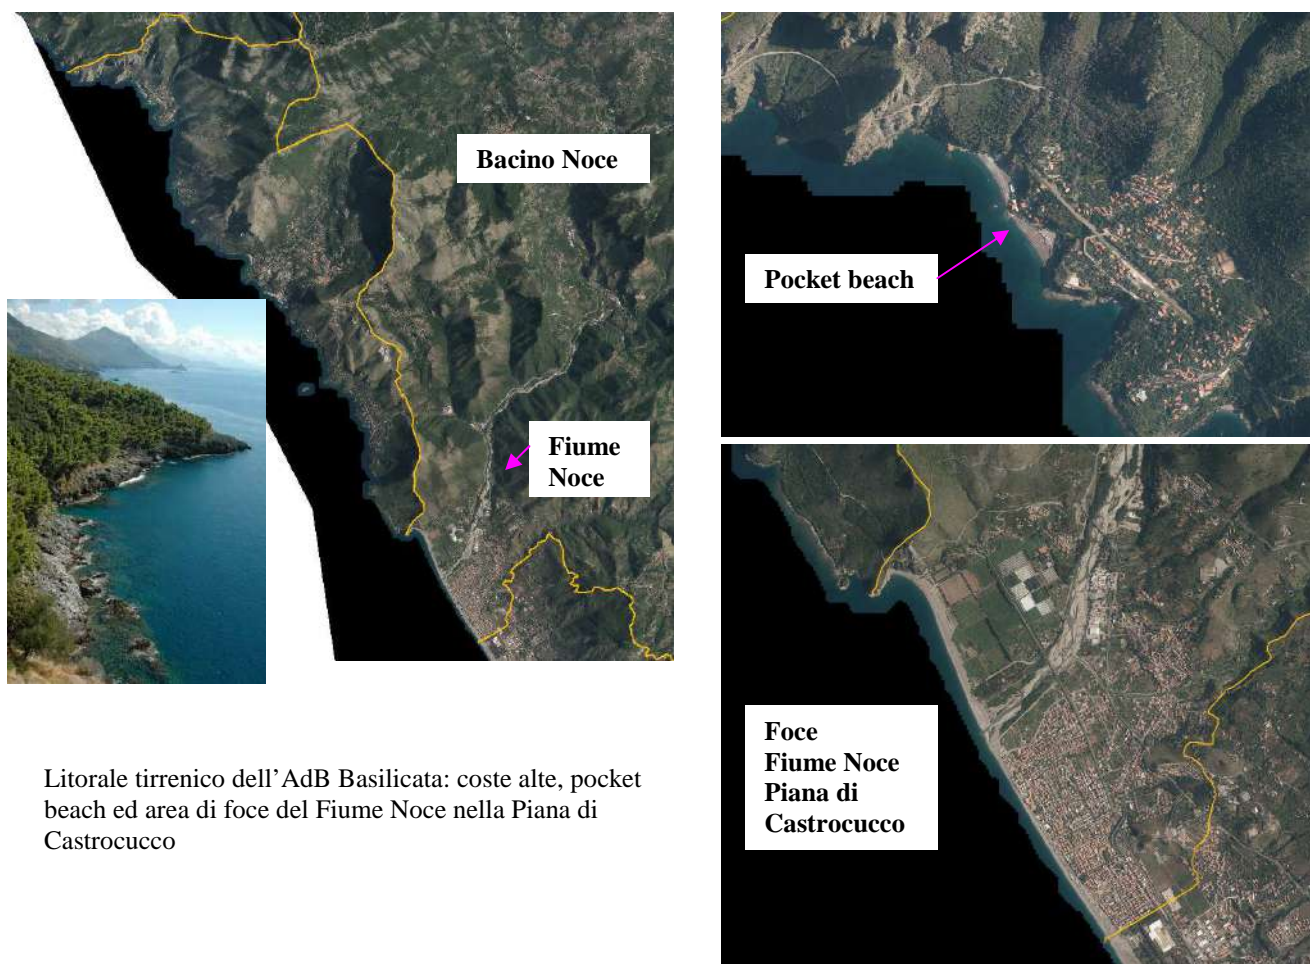 Bacino Noce
Fiume
Noce
Pocket beach
Foce
Fiume Noce
Piana di
Castrocucco
Litorale tirrenico dell’AdB Basilicata: coste alte, pocket
beach ed area di foce del Fiume Noce nella Piana di
Castrocucco